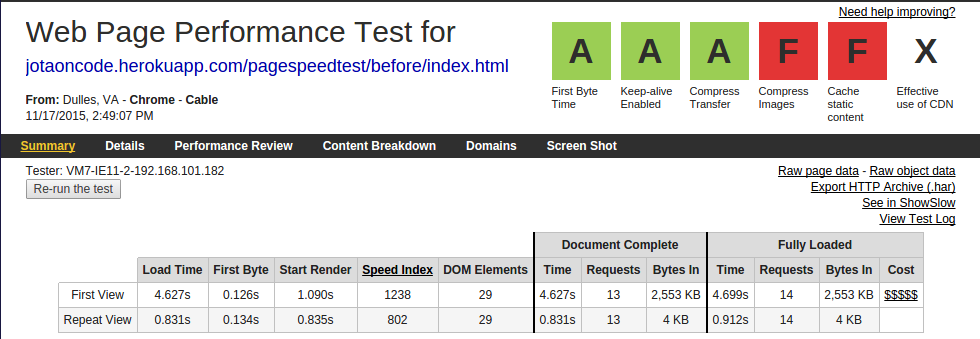 Need help improving?
Web Page Performance Test for
jotaoncode.herokuapp.com/pagespeedtest/before/index.html
From: Dulles, VA - Chrome - Cable
11/17/2015, 2:49:07 PM
A A A F F X
First Byte Time
Keep-alive Enabled
Compress Transfer
Compress Images
Cache static content
Effective use of CDN
Summary Details Performance Review Content Breakdown Domains Screen Shot
Tester: VM7-IE11-2-192.168.101.182
Re-run the test
Raw page data - Raw object data
Export HTTP Archive (.har)
See in ShowSlow
View Test Log
Document Complete Fully Loaded
Load Time First Byte Start Render Speed Index DOM Elements Time Requests Bytes In Time Requests Bytes In Cost
First View 4.627s 0.126s 1.090s 1238 29 4.627s 13 2,553 KB 4.699s 14 2,553 KB $$$$$
Repeat View 0.831s 0.134s 0.835s 802 29 0.831s 13 4 KB 0.912s 14 4 KB